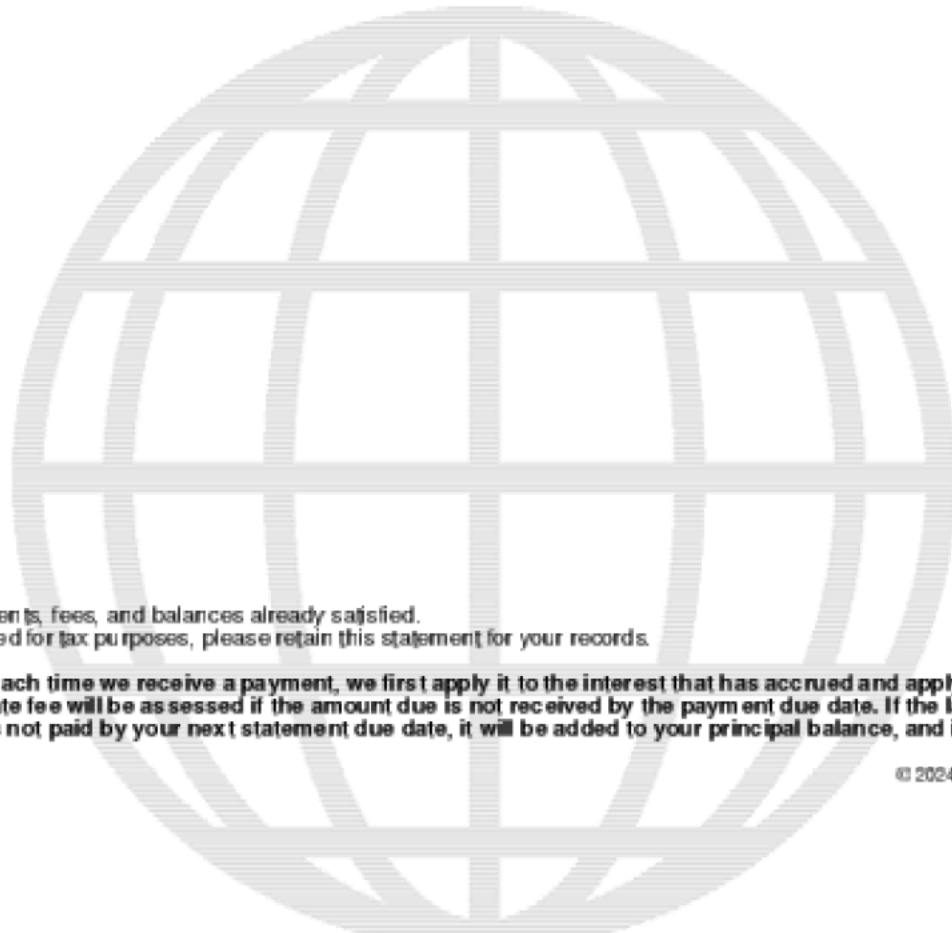 ents, fees, and balances already satisfied.
ed for tax purposes, please retain this statement for your records.
ach time we receive a payment, we first apply it to the interest that has accrued and appl
ate fee will be assessed if the amount due is not received by the payment due date. If the l
not paid by your next statement due date, it will be added to your principal balance, and i
© 2024